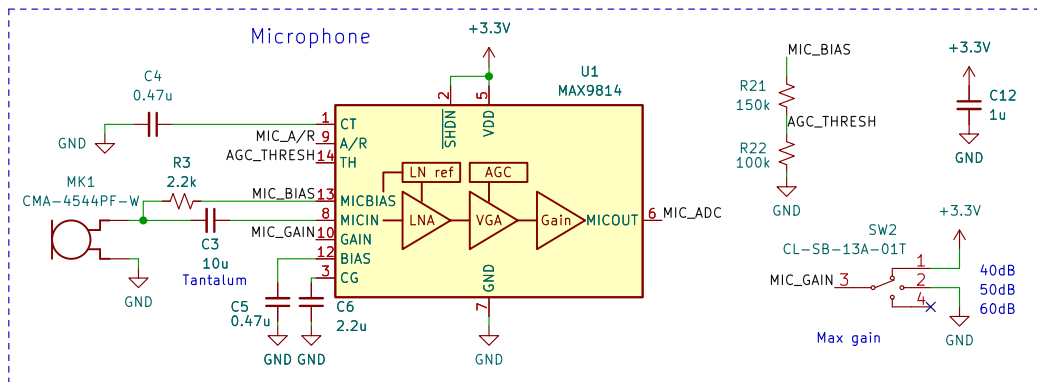 Microphone
+3.3V
C4
0.47u
GND
U1
MAX9814
2
5
SHDN
VDD
1
CT
MIC_A/R
9
A/R
AGC_THRESH
14
TH
R3
2.2k
MK1
CMA-4544PF-W
MIC_BIAS
13
MICBIAS
8
MICIN
C3
10u
Tantalum
MIC_GAIN
10
GAIN
12
BIAS
3
CG
LN ref
AGC
LNA
VGA
Gain
MICOUT
6
MIC_ADC
GND
7
GND
GND
C5
0.47u
C6
2.2u
GND
GND
MIC_BIAS
R21
150k
AGC_THRESH
R22
100k
GND
+3.3V
C12
1u
GND
+3.3V
SW2
CL-SB-13A-01T
MIC_GAIN
3
1
2
4
40dB
50dB
60dB
GND
Max gain